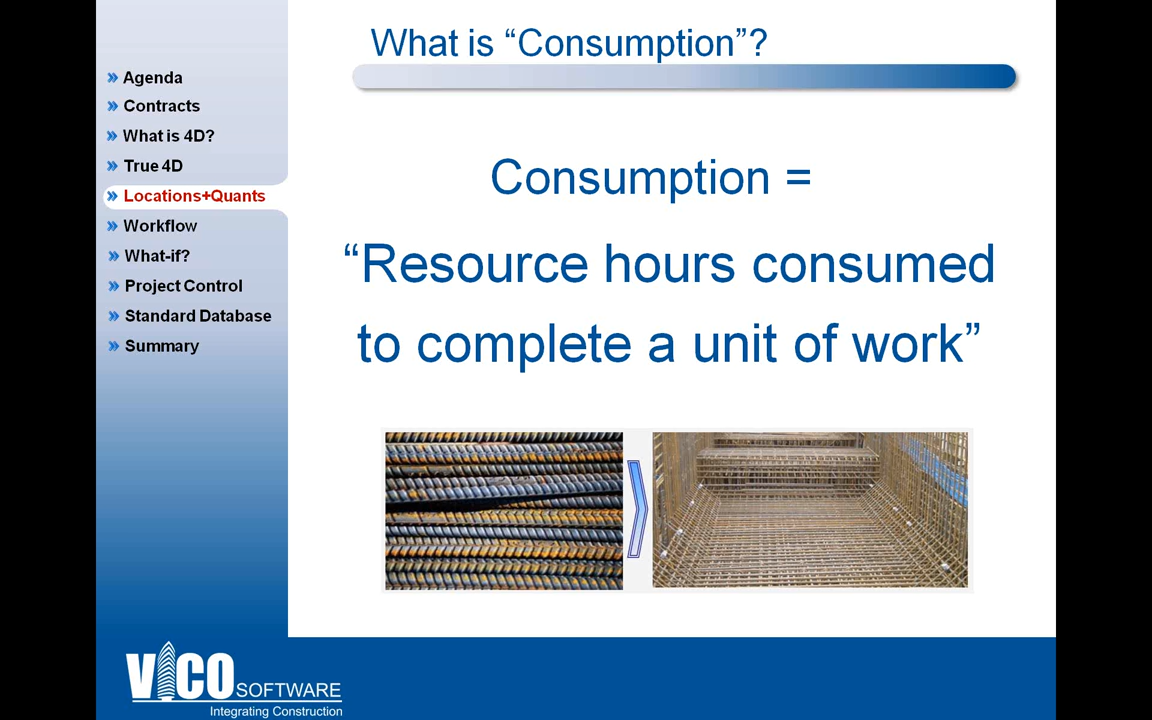 What is “Consumption”?
Agenda
Contracts
What is 4D?
True 4D
Locations+Quants
Workflow
What-if?
Project Control
Standard Database
Summary
Consumption =
“Resource hours consumed
to complete a unit of work”
VICO SOFTWARE
Integrating Construction